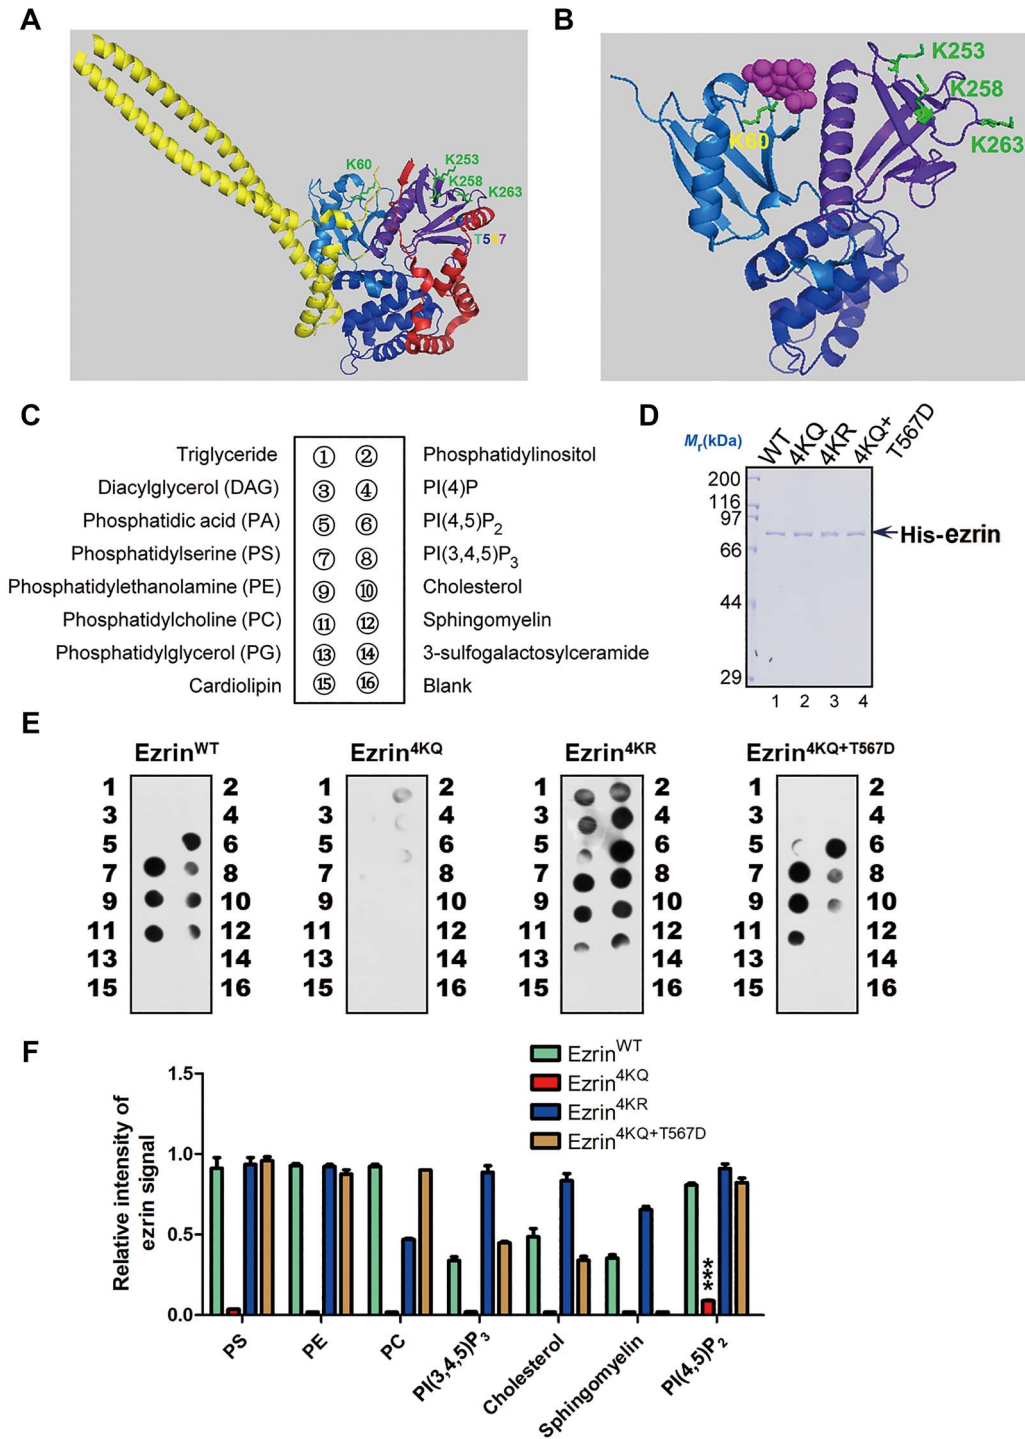 A
K60
K253
K258
K263
T567
B
K253
K258
K60
K263
C
Triglyceride ① ② Phosphatidylinositol
Diacylglycerol (DAG) ③ ④ PI(4)P
Phosphatidic acid (PA) ⑤ ⑥ PI(4,5)P2
Phosphatidylserine (PS) ⑦ ⑧ PI(3,4,5)P3
Phosphatidylethanolamine (PE) ⑨ ⑩ Cholesterol
Phosphatidylcholine (PC) ⑪ ⑫ Sphingomyelin
Phosphatidylglycerol (PG) ⑬ ⑭ 3-sulfogalactosylceramide
Cardiolipin ⑮ ⑯ Blank
D
Mr(kDa)
WT
4KQ
4KR
4KQ+
T567D
200
116
97
66
44
29
His-ezrin
1 2 3 4
E
EzrinWT
1 2
3 4
5 6
7 8
9 10
11 12
13 14
15 16
Ezrin4KQ
1 2
3 4
5 6
7 8
9 10
11 12
13 14
15 16
Ezrin4KR
1 2
3 4
5 6
7 8
9 10
11 12
13 14
15 16
Ezrin4KQ+T567D
1 2
3 4
5 6
7 8
9 10
11 12
13 14
15 16
F
Relative intensity of
ezrin signal
1.5
1.0
0.5
0.0
EzrinWT
Ezrin4KQ
Ezrin4KR
Ezrin4KQ+T567D
***
PS
PE
PC
PI(3,4,5)P3
Cholesterol
Sphingomyelin
PI(4,5)P2